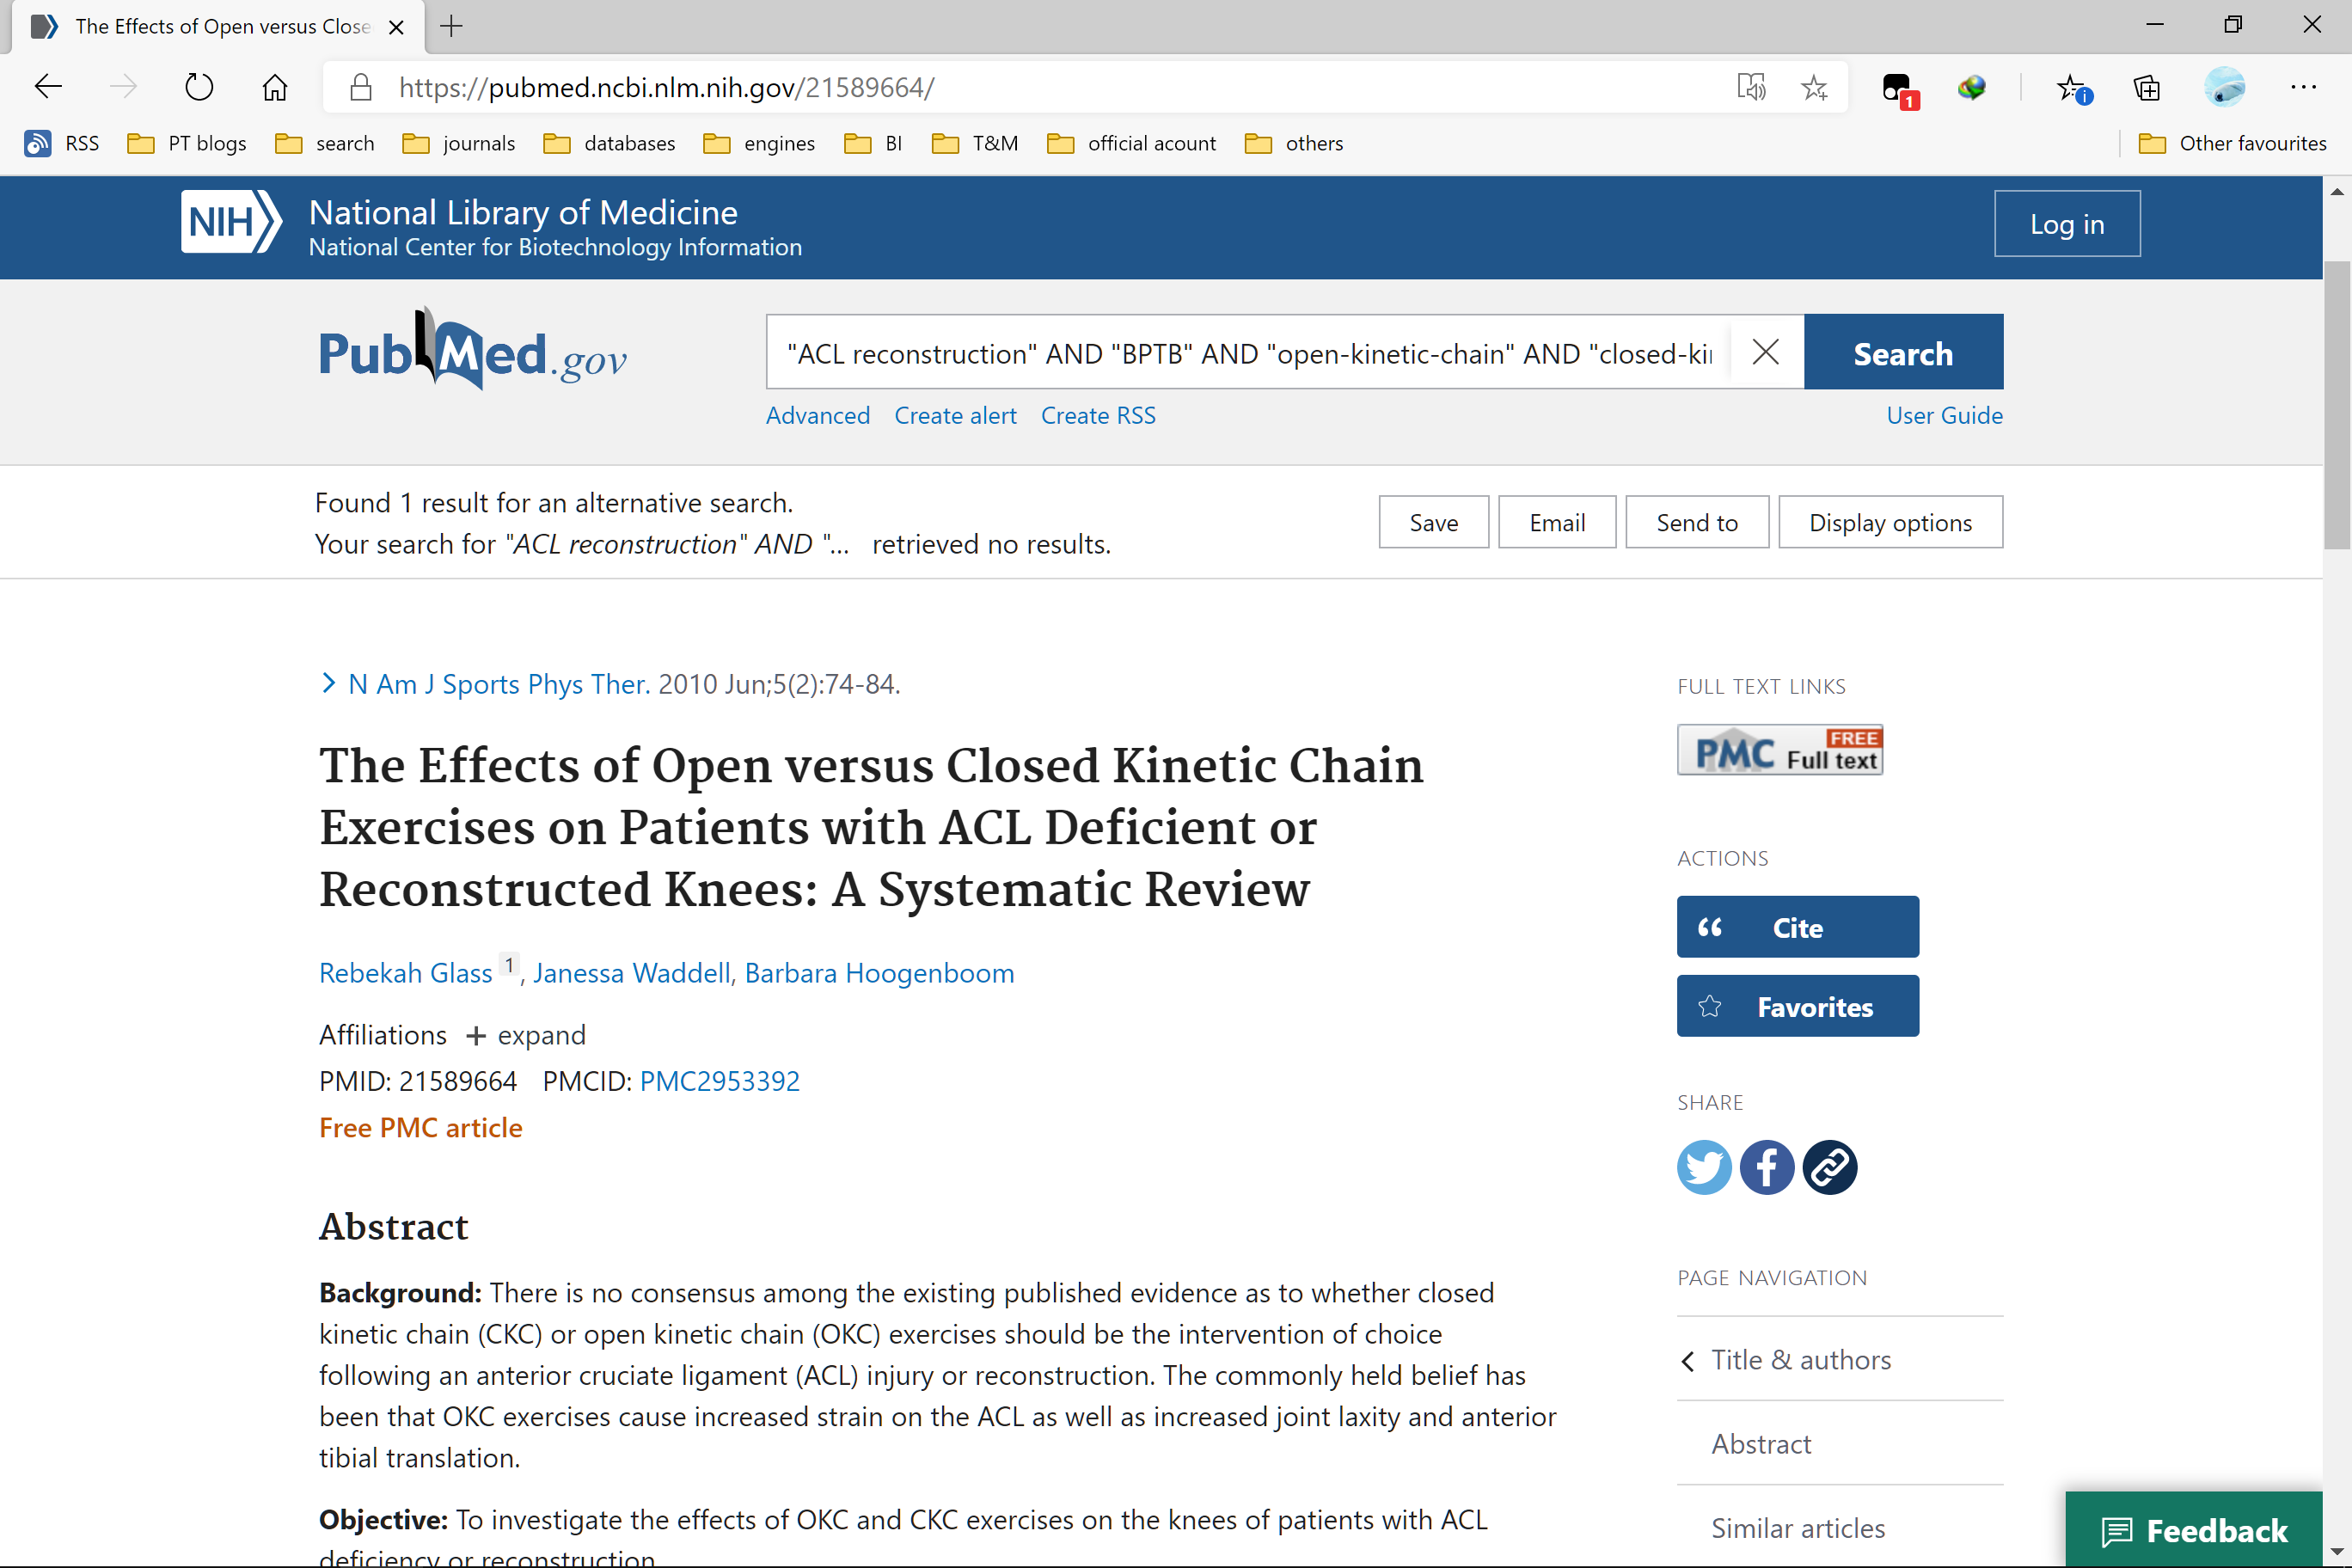 The Effects of Open versus Close
https://pubmed.ncbi.nlm.nih.gov/21589664/
1
RSS PT blogs search journals databases engines BI T&M official acount others Other favourites
NIH National Library of Medicine
National Center for Biotechnology Information
Log in
PubMed.gov
"ACL reconstruction" AND "BPTB" AND "open-kinetic-chain" AND "closed-ki
Search
Advanced Create alert Create RSS User Guide
Found 1 result for an alternative search.
Your search for "ACL reconstruction" AND "... retrieved no results.
Save Email Send to Display options
N Am J Sports Phys Ther. 2010 Jun;5(2):74-84.
The Effects of Open versus Closed Kinetic Chain
Exercises on Patients with ACL Deficient or
Reconstructed Knees: A Systematic Review
Rebekah Glass 1, Janessa Waddell, Barbara Hoogenboom
Affiliations + expand
PMID: 21589664 PMCID: PMC2953392
Free PMC article
Abstract
Background: There is no consensus among the existing published evidence as to whether closed
kinetic chain (CKC) or open kinetic chain (OKC) exercises should be the intervention of choice
following an anterior cruciate ligament (ACL) injury or reconstruction. The commonly held belief has
been that OKC exercises cause increased strain on the ACL as well as increased joint laxity and anterior
tibial translation.
Objective: To investigate the effects of OKC and CKC exercises on the knees of patients with ACL
deficiency or reconstruction
FULL TEXT LINKS
PMC FREE Full text
ACTIONS
Cite
Favorites
SHARE
PAGE NAVIGATION
Title & authors
Abstract
Similar articles
Feedback